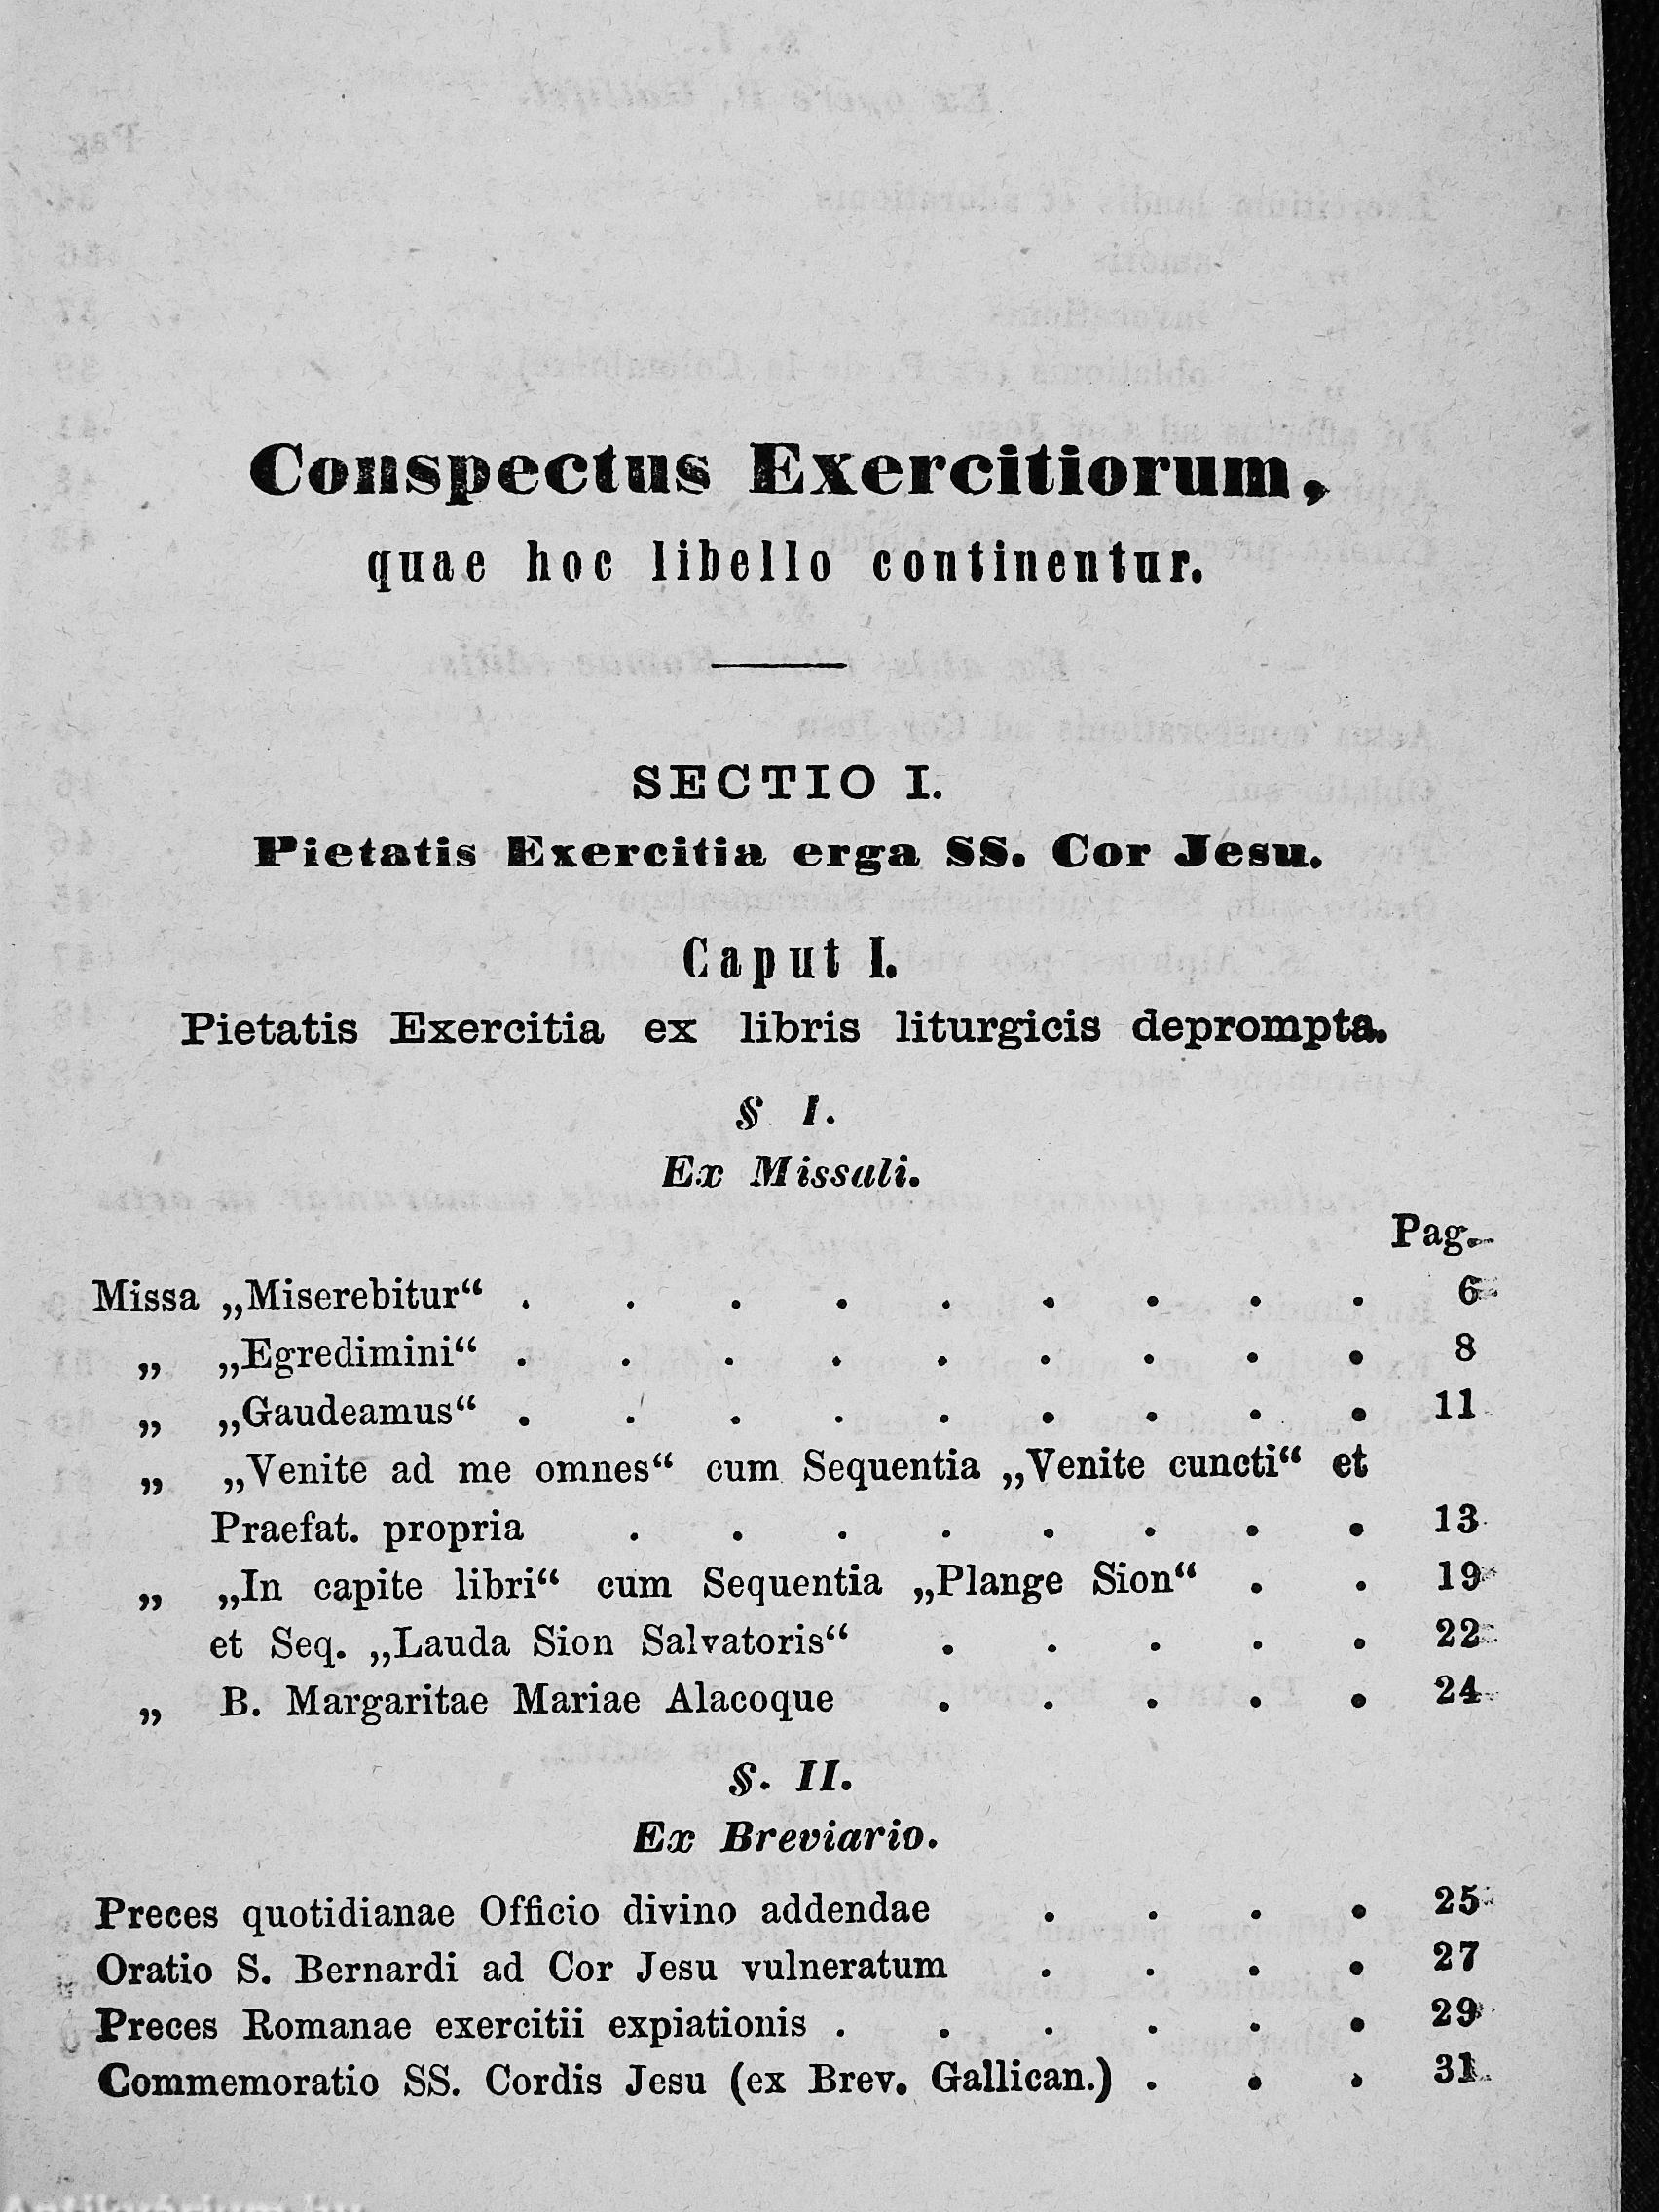 Conspectus Exercitiorum,
quae hoc libello continentur.
SECTIO I.
Pietatis Exercitia erga SS. Cor Jesu.
Caput I.
Pietatis Exercitia ex libris liturgicis deprompta.
§ I.
Ex Missali.
Pag.
Missa „Miserebitur“ . . . . . . . . . 6
„ „Egredimini“ . . . . . . . . . 8
„ „Gaudeamus“ . . . . . . . . . 11
„ „Venite ad me omnes“ cum Sequentia „Venite cuncti“ et
Praefat. propria . . . . . . . . 13
„ „In capite libri“ cum Sequentia „Plange Sion“ . . 19
et Seq. „Lauda Sion Salvatoris“ . . . . . 22
„ B. Margaritae Mariae Alacoque . . . . . 24
§. II.
Ex Breviario.
Preces quotidianae Officio divino addendae . . . . 25
Oratio S. Bernardi ad Cor Jesu vulneratum . . . . 27
Preces Romanae exercitii expiationis . . . . . . 29
Commemoratio SS. Cordis Jesu (ex Brev. Gallican.) . . . 31